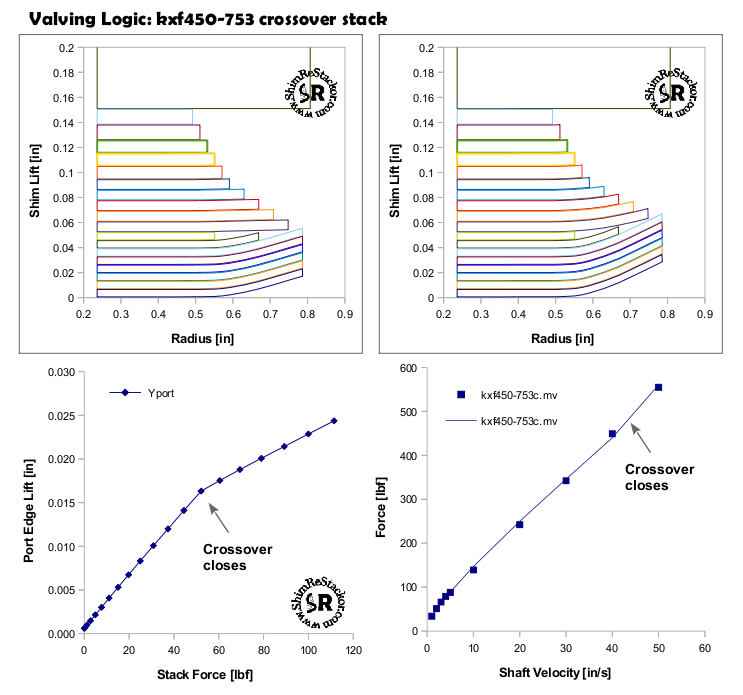 Valving Logic: kxf450-753 crossover stack
Shim Lift [in]
0.2
0.18
0.16
0.14
0.12
0.1
0.08
0.06
0.04
0.02
0
www.ShimReStackor.com
SR
0.2 0.3 0.4 0.5 0.6 0.7 0.8 0.9
Radius [in]
Shim Lift [in]
0.2
0.18
0.16
0.14
0.12
0.1
0.08
0.06
0.04
0.02
0
www.ShimReStackor.com
SR
0.2 0.3 0.4 0.5 0.6 0.7 0.8 0.9
Radius [in]
Port Edge Lift [in]
0.030
0.025
0.020
0.015
0.010
0.005
0.000
Yport
Crossover
closes
www.ShimReStackor.com
SR
0 20 40 60 80 100 120
Stack Force [lbf]
Force [lbf]
600
500
400
300
200
100
0
kxf450-753c.mv
kxf450-753c.mv
Crossover
closes
0 10 20 30 40 50 60
Shaft Velocity [in/s]